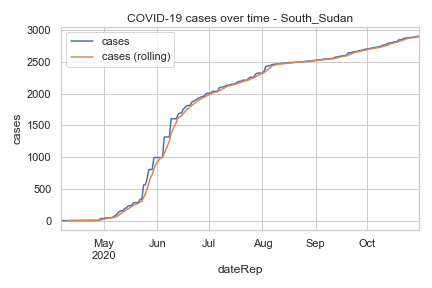 COVID-19 cases over time - South_Sudan
cases
cases (rolling)
3000
2500
2000
1500
1000
500
0
cases
May Jun Jul Aug Sep Oct
2020
dateRep